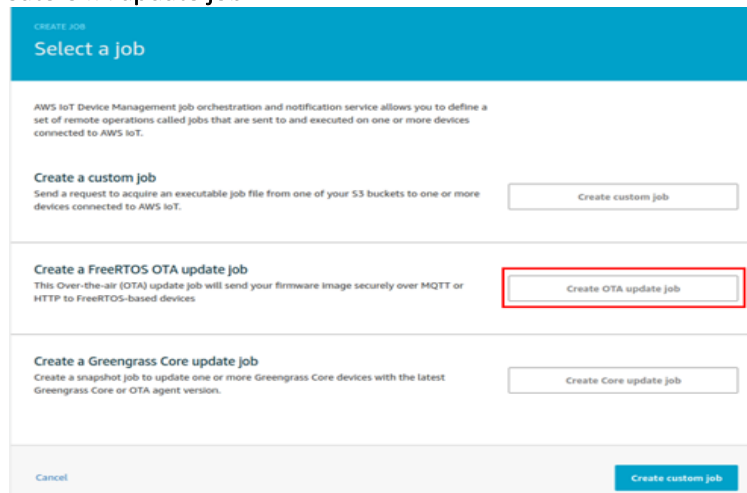 update job
CREATE JOB
Select a job
AWS IoT Device Management job orchestration and notification service allows you to define a
set of remote operations called jobs that are sent to and executed on one or more devices
connected to AWS IoT.
Create a custom job
Send a request to acquire an executable job file from one of your S3 buckets to one or more
devices connected to AWS IoT.
Create custom job
Create a FreeRTOS OTA update job
This Over-the-air (OTA) update job will send your firmware image securely over MQTT or
HTTP to FreeRTOS-based devices
Create OTA update job
Create a Greengrass Core update job
Create a snapshot job to update one or more Greengrass Core devices with the latest
Greengrass Core or OTA agent version.
Create Core update job
Cancel
Create custom job